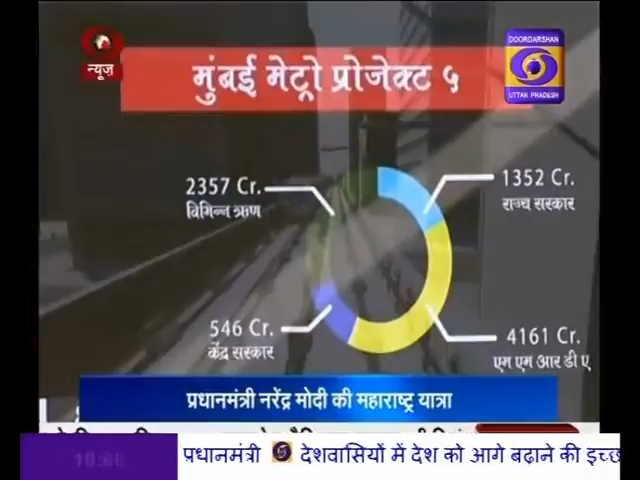 न्यूज़
मुंबई मेट्रो प्रोजेक्ट ५
DOORDARSHAN
UTTAR PRADESH
2357 Cr.
विभिन्न ऋण
1352 Cr.
राज्य सरकार
546 Cr.
केंद्र सरकार
4161 Cr.
एम एम आर डी ए
प्रधानमंत्री नरेंद्र मोदी की महाराष्ट्र यात्रा
प्रधानमंत्री देशवासियों में देश को आगे बढ़ाने की इच्छ